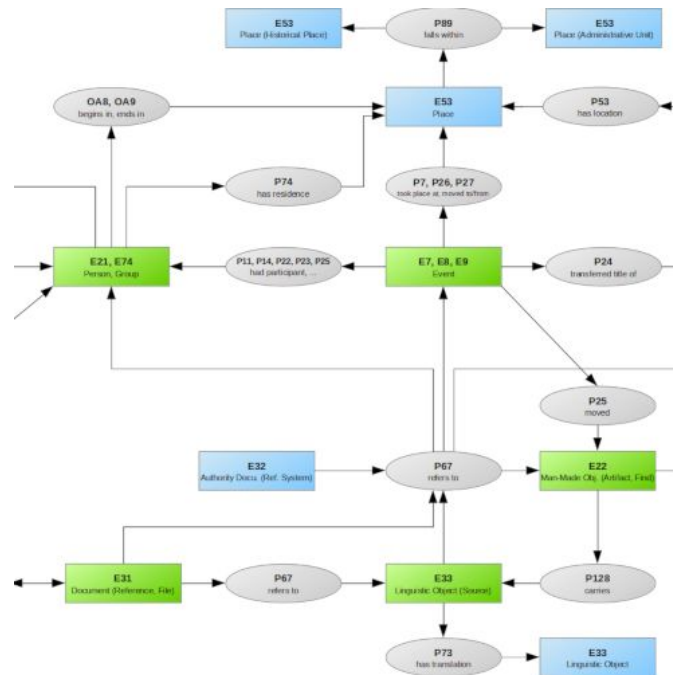 E53
Place (Historical Place)
P89
falls within
E53
Place (Administrative Unit)
OA8, OA9
begins in, ends in
E53
Place
P53
has location
P74
has residence
P7, P26, P27
took place at, moved to/from
E21, E74
Person, Group
P11, P14, P22, P23, P25
had participant, ...
E7, E8, E9
Event
P24
transferred title of
P25
moved
E32
Authority Docu. (Ref. System)
P67
refers to
E22
Man-Made Obj. (Artifact, Find)
E31
Document (Reference, File)
P67
refers to
E33
Linguistic Object (Source)
P128
carries
P73
has translation
E33
Linguistic Object